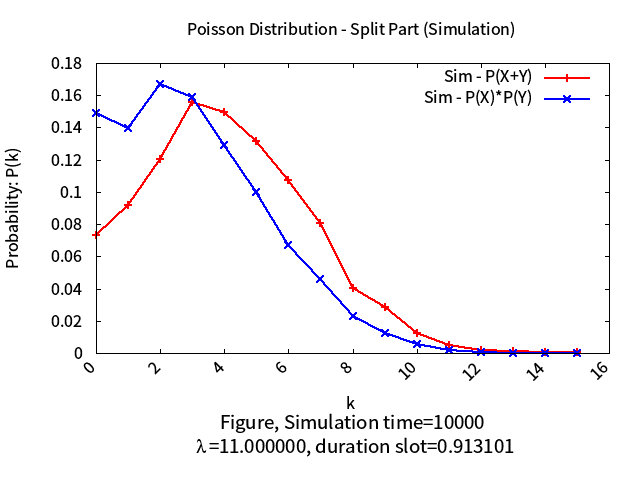 Poisson Distribution - Split Part (Simulation)
Sim - P(X+Y)
Sim - P(X)*P(Y)
Probability: P(k)
0.18
0.16
0.14
0.12
0.1
0.08
0.06
0.04
0.02
0
0 2 4 6 8 10 12 14 16
k
Figure, Simulation time=10000
λ=11.000000, duration slot=0.913101